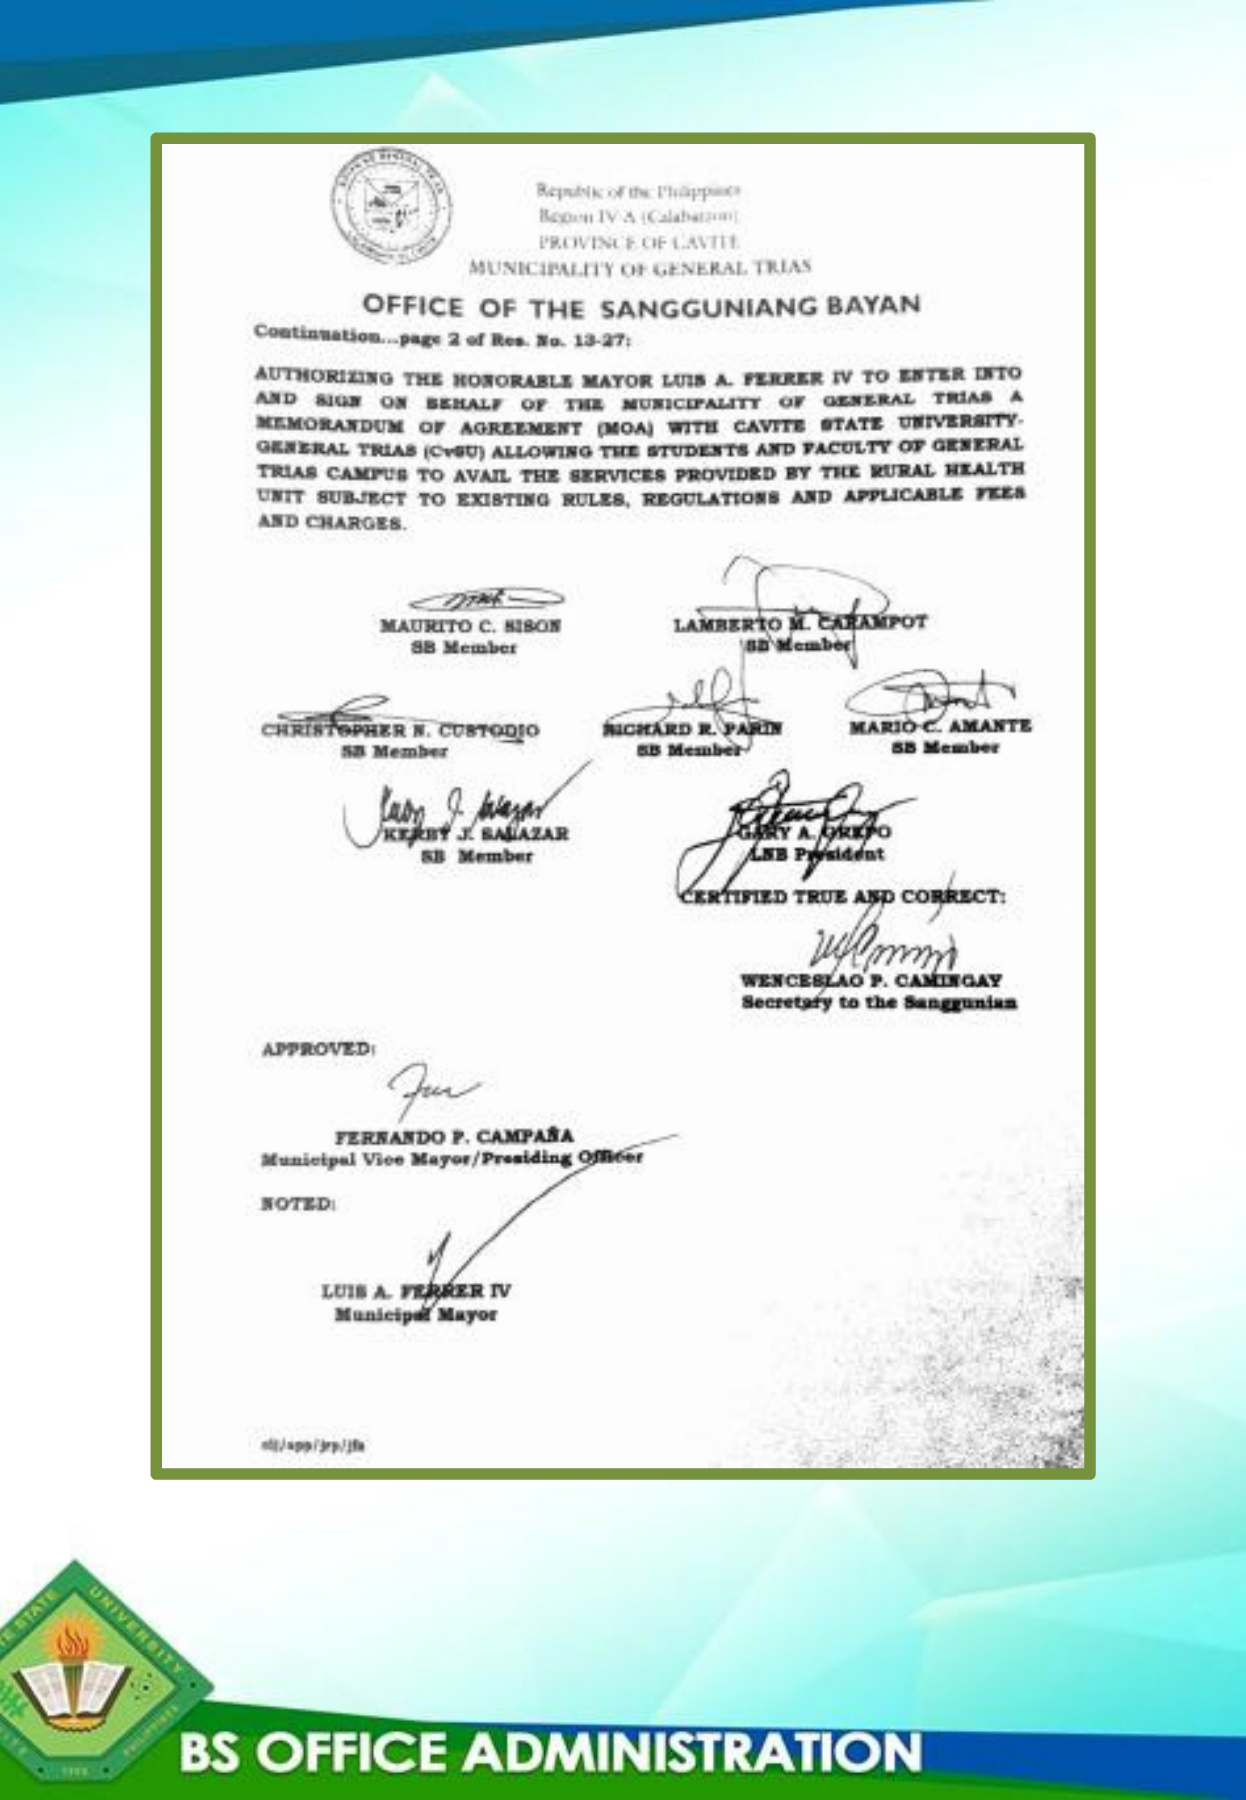 Republic of the Philippines
Region IV-A (Calabarzon)
PROVINCE OF CAVITE
MUNICIPALITY OF GENERAL TRIAS
OFFICE OF THE SANGGUNIANG BAYAN
Continuation...page 2 of Res. No. 13-27:
AUTHORIZING THE HONORABLE MAYOR LUIS A. FERRER IV TO ENTER INTO
AND SIGN ON BEHALF OF THE MUNICIPALITY OF GENERAL TRIAS A
MEMORANDUM OF AGREEMENT (MOA) WITH CAVITE STATE UNIVERSITY-
GENERAL TRIAS (CvSU) ALLOWING THE STUDENTS AND FACULTY OF GENERAL
TRIAS CAMPUS TO AVAIL THE SERVICES PROVIDED BY THE RURAL HEALTH
UNIT SUBJECT TO EXISTING RULES, REGULATIONS AND APPLICABLE FEES
AND CHARGES.
MAURITO C. SISON
SB Member
LAMBERTO M. CARAMPOT
SB Member
CHRISTOPHER N. CUSTODIO
SB Member
RICHARD R. PARIN
SB Member
MARIO C. AMANTE
SB Member
KERBY J. SALAZAR
SB Member
GARY A. GREPO
LNB President
CERTIFIED TRUE AND CORRECT:
WENCESLAO P. CAMINGAY
Secretary to the Sanggunian
APPROVED:
FERNANDO P. CAMPAÑA
Municipal Vice Mayor/Presiding Officer
NOTED:
LUIS A. FERRER IV
Municipal Mayor
STATE UNIVERSITY
PHILIPPINES
BS OFFICE ADMINISTRATION